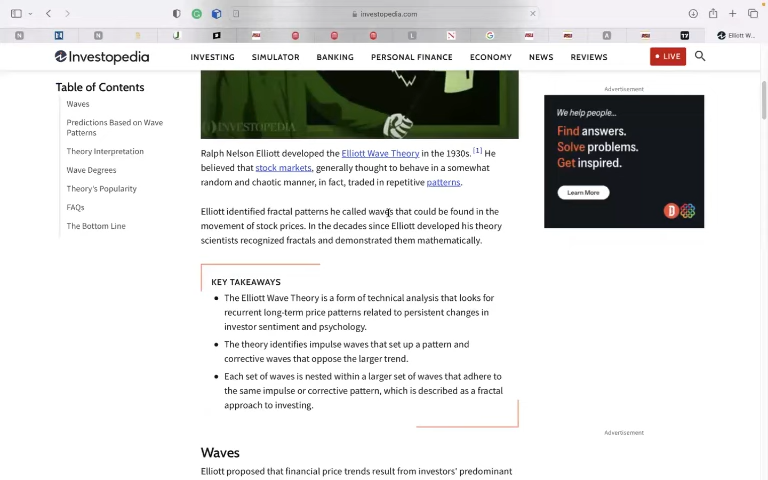 investopedia.com
Elliott W...
Investopedia
INVESTING
SIMULATOR
BANKING
PERSONAL FINANCE
ECONOMY
NEWS
REVIEWS
LIVE
Table of Contents
Waves
Predictions Based on Wave
Patterns
Theory Interpretation
Wave Degrees
Theory's Popularity
FAQs
The Bottom Line
INVESTOPEDIA
Ralph Nelson Elliott developed the Elliott Wave Theory in the 1930s. [1] He
believed that stock markets, generally thought to behave in a somewhat
random and chaotic manner, in fact, traded in repetitive patterns.
Elliott identified fractal patterns he called waves that could be found in the
movement of stock prices. In the decades since Elliott developed his theory
scientists recognized fractals and demonstrated them mathematically.
KEY TAKEAWAYS
• The Elliott Wave Theory is a form of technical analysis that looks for
recurrent long-term price patterns related to persistent changes in
investor sentiment and psychology.
• The theory identifies impulse waves that set up a pattern and
corrective waves that oppose the larger trend.
• Each set of waves is nested within a larger set of waves that adhere to
the same impulse or corrective pattern, which is described as a fractal
approach to investing.
Waves
Elliott proposed that financial price trends result from investors' predominant
Advertisement
We help people...
Find answers.
Solve problems.
Get inspired.
Learn More
Advertisement